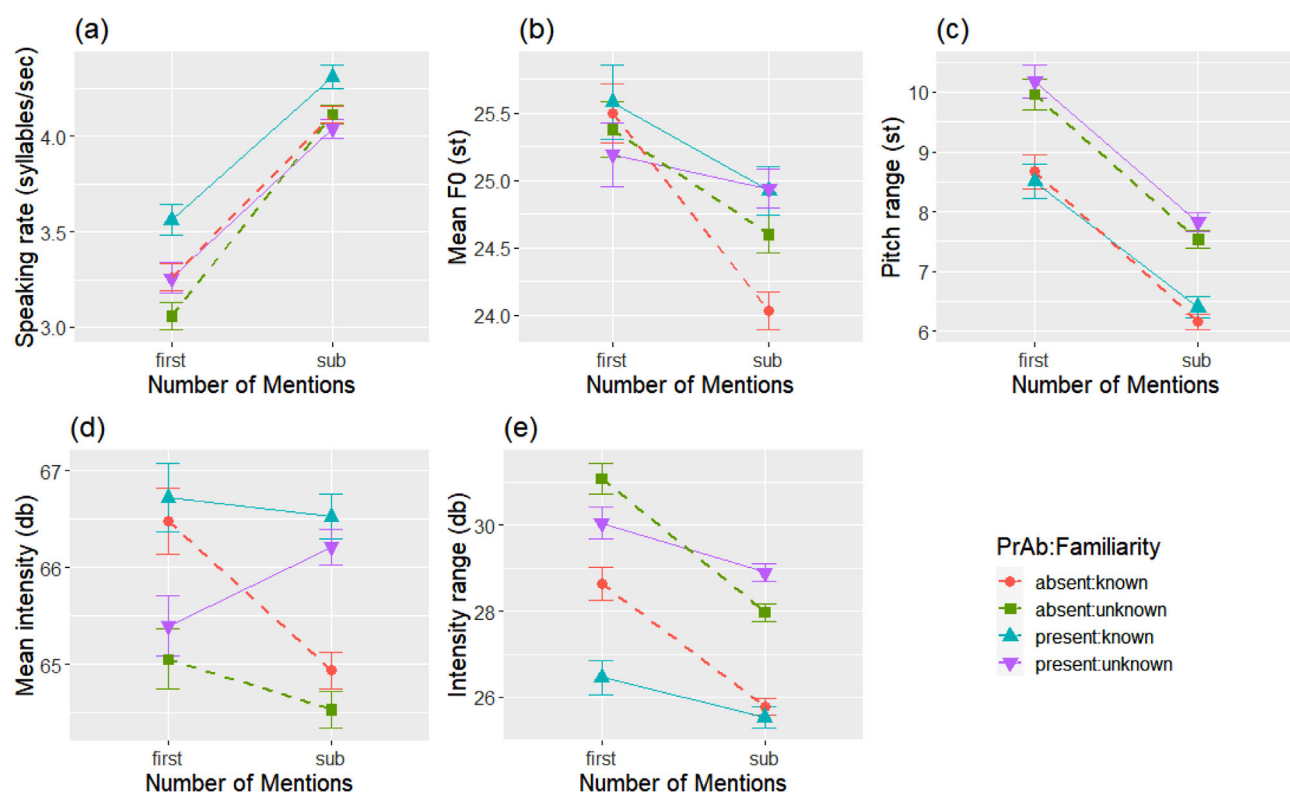 (a)
Speaking rate (syllables/sec)
4.0
3.5
3.0
first
sub
Number of Mentions
(b)
Mean F0 (st)
25.5
25.0
24.5
24.0
first
sub
Number of Mentions
(c)
Pitch range (st)
10
9
8
7
6
first
sub
Number of Mentions
(d)
Mean intensity (db)
67
66
65
first
sub
Number of Mentions
(e)
Intensity range (db)
30
28
26
first
sub
Number of Mentions
PrAb:Familiarity
absent:known
absent:unknown
present:known
present:unknown